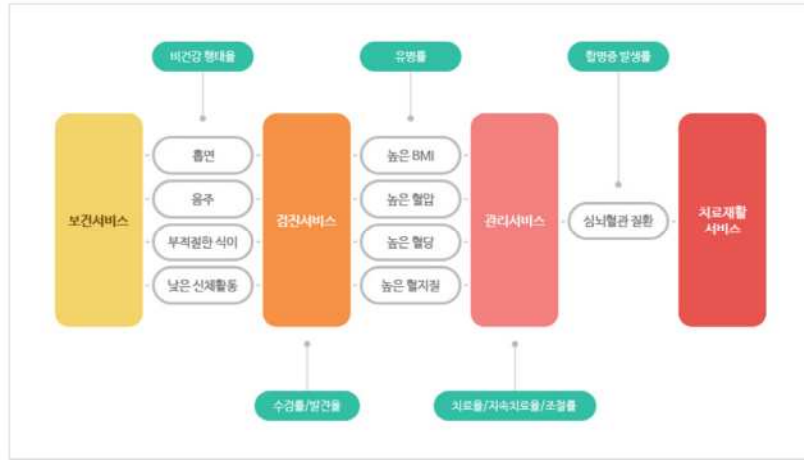 비건강 형태율
유병률
합병증 발생률
보건서비스
흡연
음주
부적절한 식이
낮은 신체활동
검진서비스
높은 BMI
높은 혈압
높은 혈당
높은 혈지질
관리서비스
심뇌혈관 질환
치료재활
서비스
수검률/발견율
치료율/지속치료율/조절률